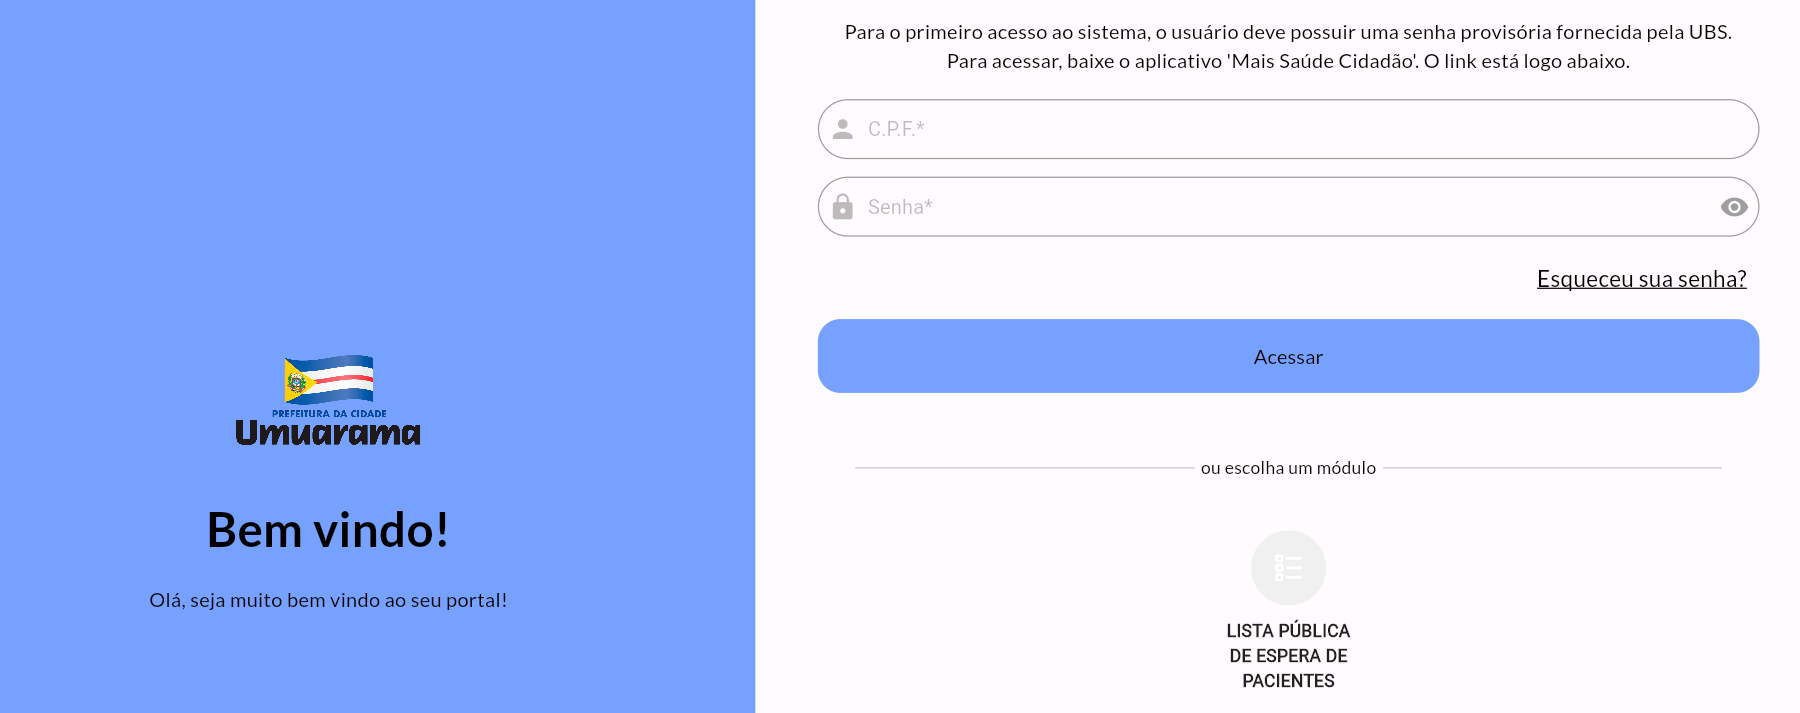 PREFEITURA DA CIDADE
Umuarama
Bem vindo!
Olá, seja muito bem vindo ao seu portal!
Para o primeiro acesso ao sistema, o usuário deve possuir uma senha provisória fornecida pela UBS.
Para acessar, baixe o aplicativo 'Mais Saúde Cidadão'. O link está logo abaixo.
C.P.F.*
Senha*
Esqueceu sua senha?
Acessar
ou escolha um módulo
LISTA PÚBLICA
DE ESPERA DE
PACIENTES